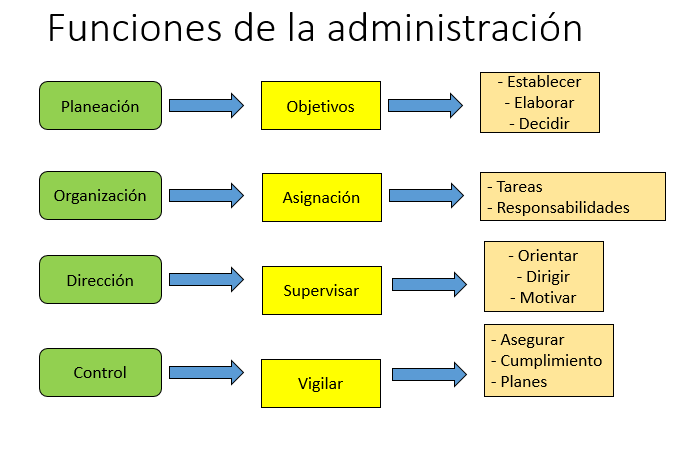 Funciones de la administración
Planeación
Objetivos
- Establecer
- Elaborar
- Decidir
Organización
Asignación
- Tareas
- Responsabilidades
Dirección
Supervisar
- Orientar
- Dirigir
- Motivar
Control
Vigilar
- Asegurar
- Cumplimiento
- Planes